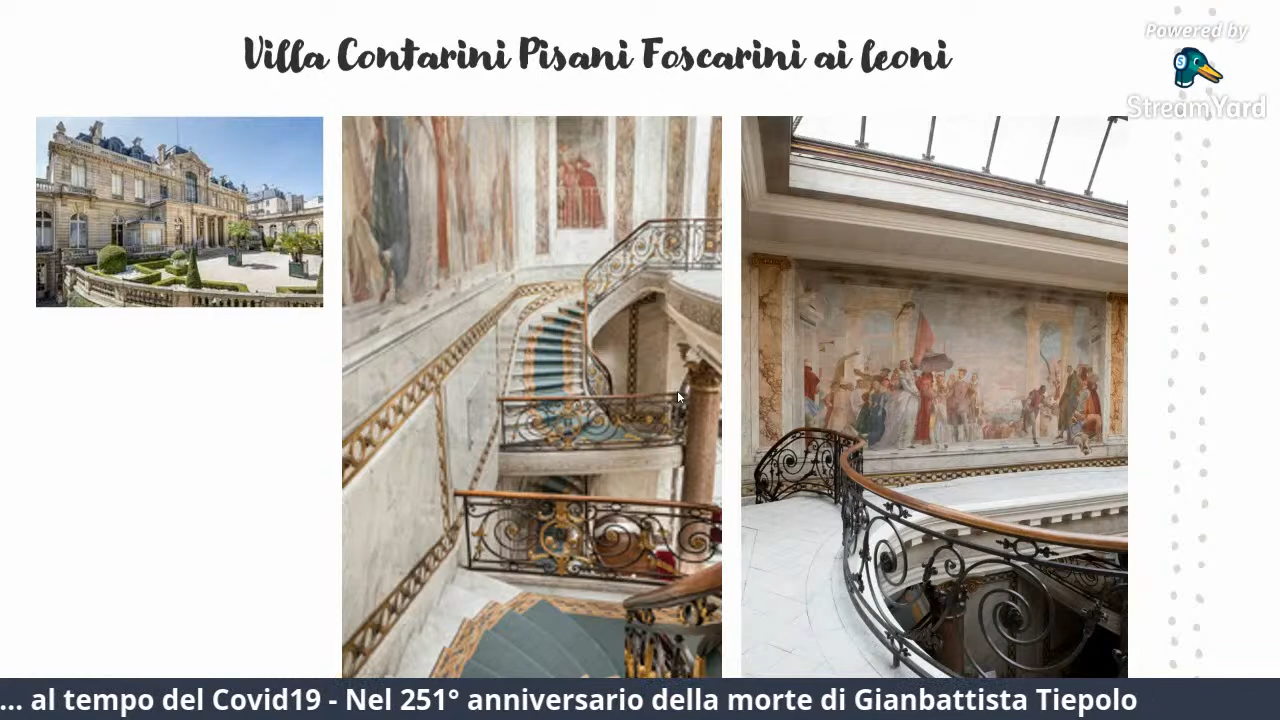 Villa Contarini Pisani Foscarini ai leoni
Powered by
StreamYard
... al tempo del Covid19 - Nel 251° anniversario della morte di Gianbattista Tiepolo